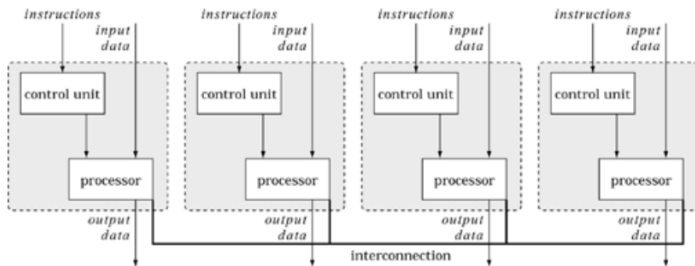 instructions
input
data
instructions
input
data
instructions
input
data
instructions
input
data
control unit
control unit
control unit
control unit
processor
processor
processor
processor
output
data
output
data
output
data
output
data
interconnection